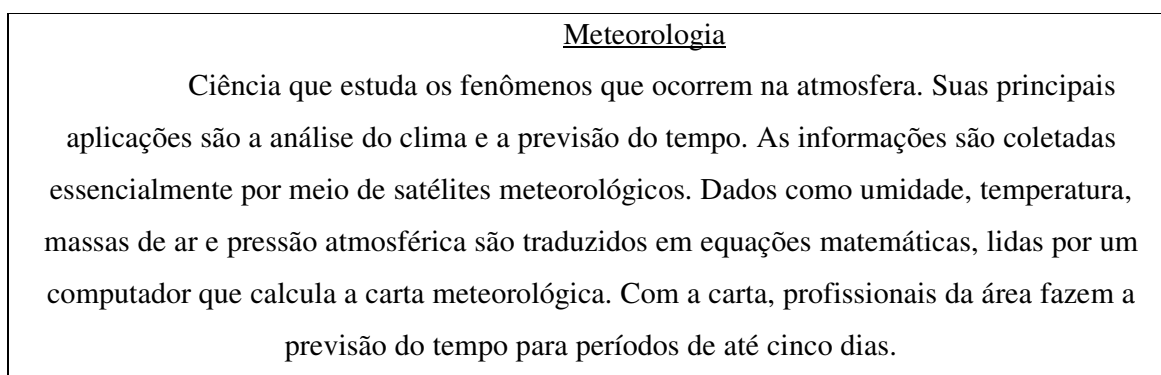 Meteorologia
Ciência que estuda os fenômenos que ocorrem na atmosfera. Suas principais
aplicações são a análise do clima e a previsão do tempo. As informações são coletadas
essencialmente por meio de satélites meteorológicos. Dados como umidade, temperatura,
massas de ar e pressão atmosférica são traduzidos em equações matemáticas, lidas por um
computador que calcula a carta meteorológica. Com a carta, profissionais da área fazem a
previsão do tempo para períodos de até cinco dias.